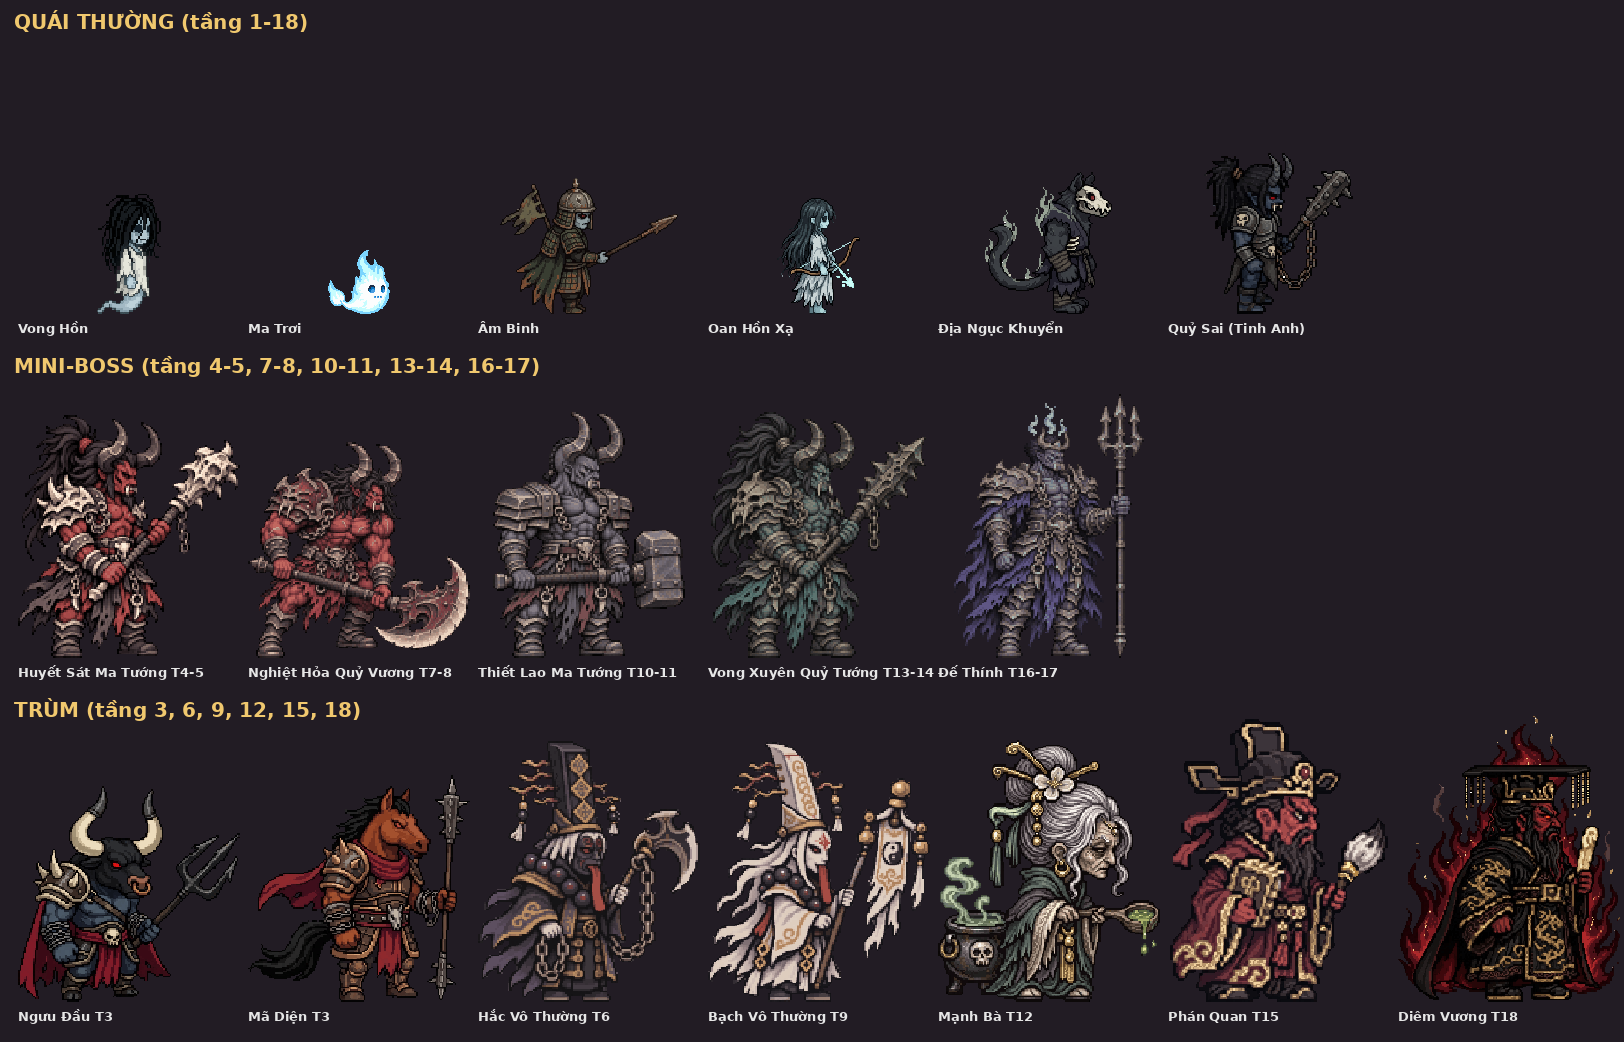 QUÁI THƯỜNG (tầng 1-18)
Vong Hồn
Ma Trơi
Âm Binh
Oan Hồn Xạ
Địa Ngục Khuyển
Quỷ Sai (Tinh Anh)
MINI-BOSS (tầng 4-5, 7-8, 10-11, 13-14, 16-17)
Huyết Sát Ma Tướng T4-5
Nghiệt Hỏa Quỷ Vương T7-8
Thiết Lao Ma Tướng T10-11
Vong Xuyên Quỷ Tướng T13-14
Đế Thính T16-17
TRÙM (tầng 3, 6, 9, 12, 15, 18)
Ngưu Đầu T3
Mã Diện T3
Hắc Vô Thường T6
Bạch Vô Thường T9
Mạnh Bà T12
Phán Quan T15
Diêm Vương T18